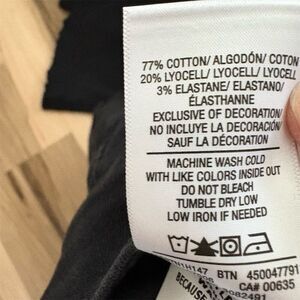 77% COTTON/ ALGODÓN/ COTON
20% LYOCELL/ LYOCELL/ LYOCELL
3% ELASTANE/ ELASTANO/
ÉLASTHANNE
EXCLUSIVE OF DECORATION/
NO INCLUYE LA DECORACIÓN/
SAUF LA DÉCORATION
MACHINE WASH COLD
WITH LIKE COLORS INSIDE OUT
DO NOT BLEACH
TUMBLE DRY LOW
LOW IRON IF NEEDED
BTN 450047791
CA# 00635
BECAUSE